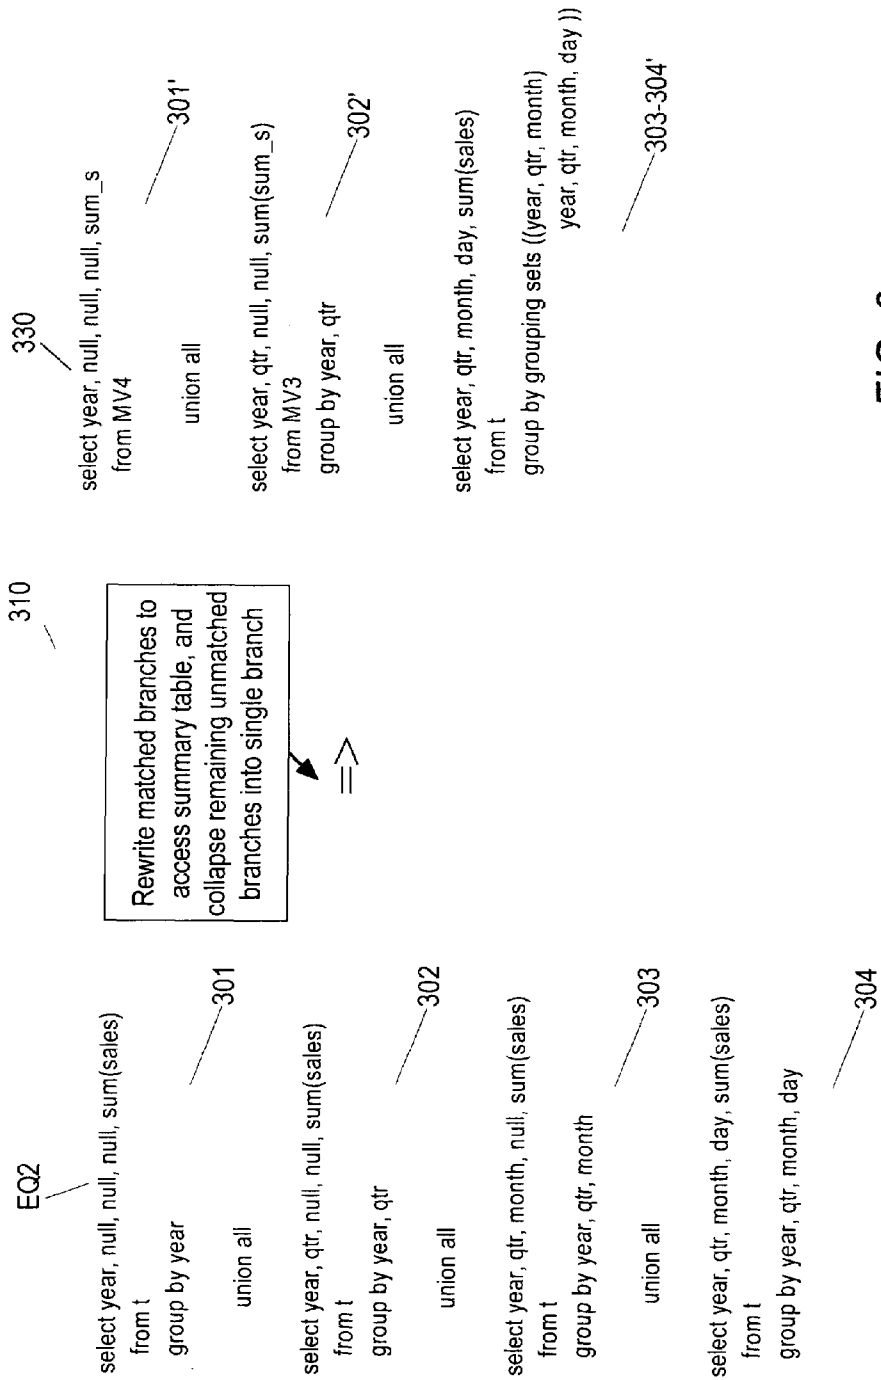 EQ2
select year, null, null, null, sum(sales)
from t
group by year
301
union all
select year, qtr, null, null, sum(sales)
from t
group by year, qtr
302
union all
select year, qtr, month, null, sum(sales)
from t
group by year, qtr, month
303
union all
select year, qtr, month, day, sum(sales)
from t
group by year, qtr, month, day
304
310
Rewrite matched branches to
access summary table, and
collapse remaining unmatched
branches into single branch
=>
330
select year, null, null, null, sum_s
from MV4
301'
union all
select year, qtr, null, null, sum(sum_s)
from MV3
group by year, qtr
302'
union all
select year, qtr, month, day, sum(sales)
from t
group by grouping sets ((year, qtr, month)
year, qtr, month, day ))
303-304'